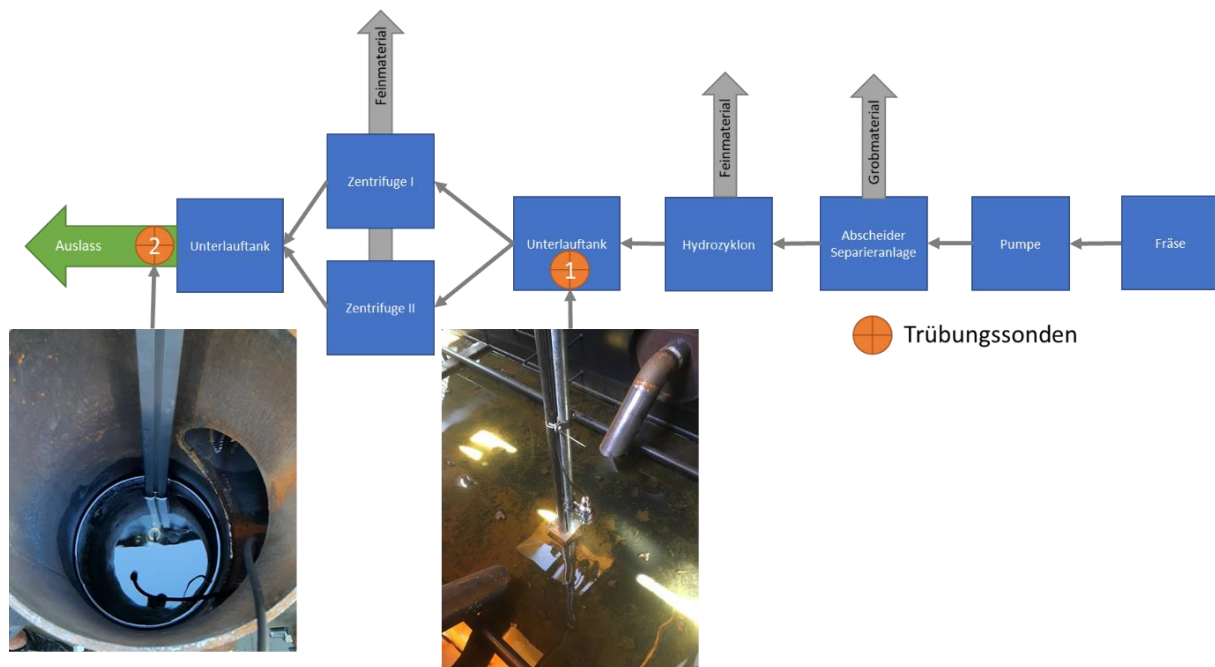 Feinmaterial
Feinmaterial
Grobmaterial
Zentrifuge I
Auslass
2
Unterlauftank
Unterlauftank
1
Hydrozyklon
Abscheider
Separieranlage
Pumpe
Fräse
Zentrifuge II
Trübungssonden